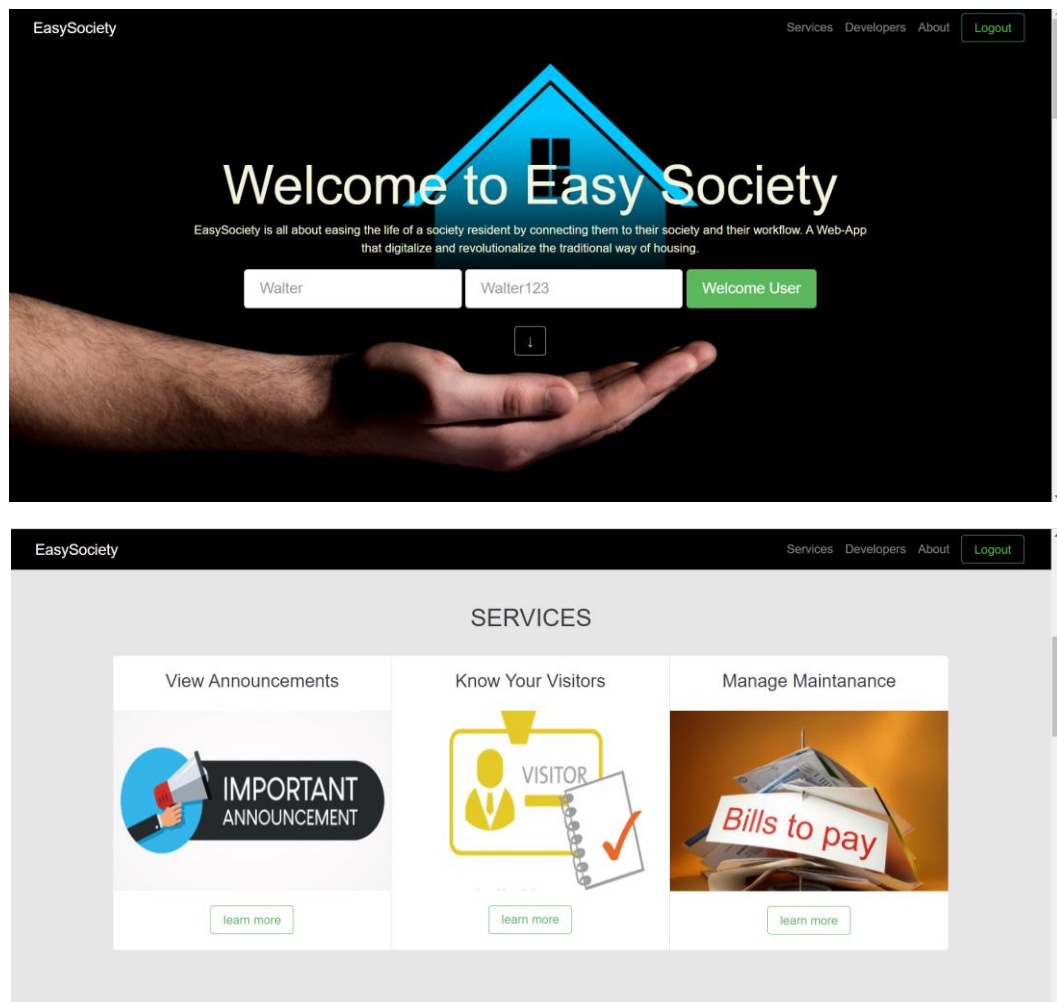 EasySociety
Services Developers About Logout
Welcome to Easy Society
EasySociety is all about easing the life of a society resident by connecting them to their society and their workflow. A Web-App
that digitalize and revolutionalize the traditional way of housing.
Walter Walter123 Welcome User
↓
EasySociety
Services Developers About Logout
SERVICES
View Announcements
Know Your Visitors
Manage Maintanance
IMPORTANT
ANNOUNCEMENT
VISITOR
Bills to pay
learn more
learn more
learn more